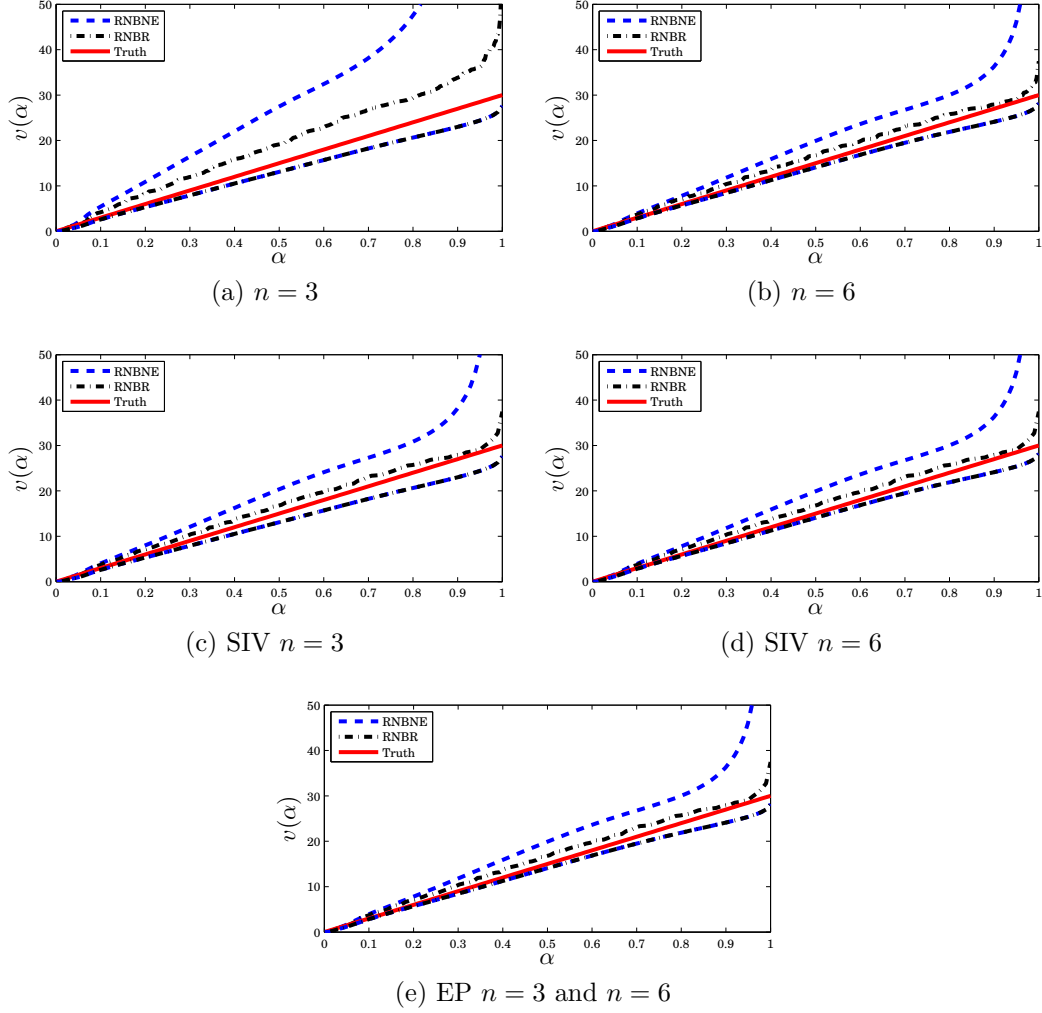 50
40
30
20
10
0
v(α)
RNBNE
RNBR
Truth
0 0.1 0.2 0.3 0.4 0.5 0.6 0.7 0.8 0.9 1
α
(a) n = 3
50
40
30
20
10
0
v(α)
RNBNE
RNBR
Truth
0 0.1 0.2 0.3 0.4 0.5 0.6 0.7 0.8 0.9 1
α
(b) n = 6
50
40
30
20
10
0
v(α)
RNBNE
RNBR
Truth
0 0.1 0.2 0.3 0.4 0.5 0.6 0.7 0.8 0.9 1
α
(c) SIV n = 3
50
40
30
20
10
0
v(α)
RNBNE
RNBR
Truth
0 0.1 0.2 0.3 0.4 0.5 0.6 0.7 0.8 0.9 1
α
(d) SIV n = 6
50
40
30
20
10
0
v(α)
RNBNE
RNBR
Truth
0 0.1 0.2 0.3 0.4 0.5 0.6 0.7 0.8 0.9 1
α
(e) EP n = 3 and n = 6